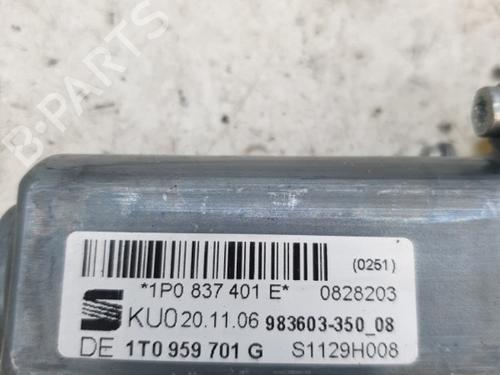 B-PARTS
(0251)
*1P0 837 401 E* 0828203
KU0 20.11.06 983603-350_08
DE 1T0 959 701 G S1129H008